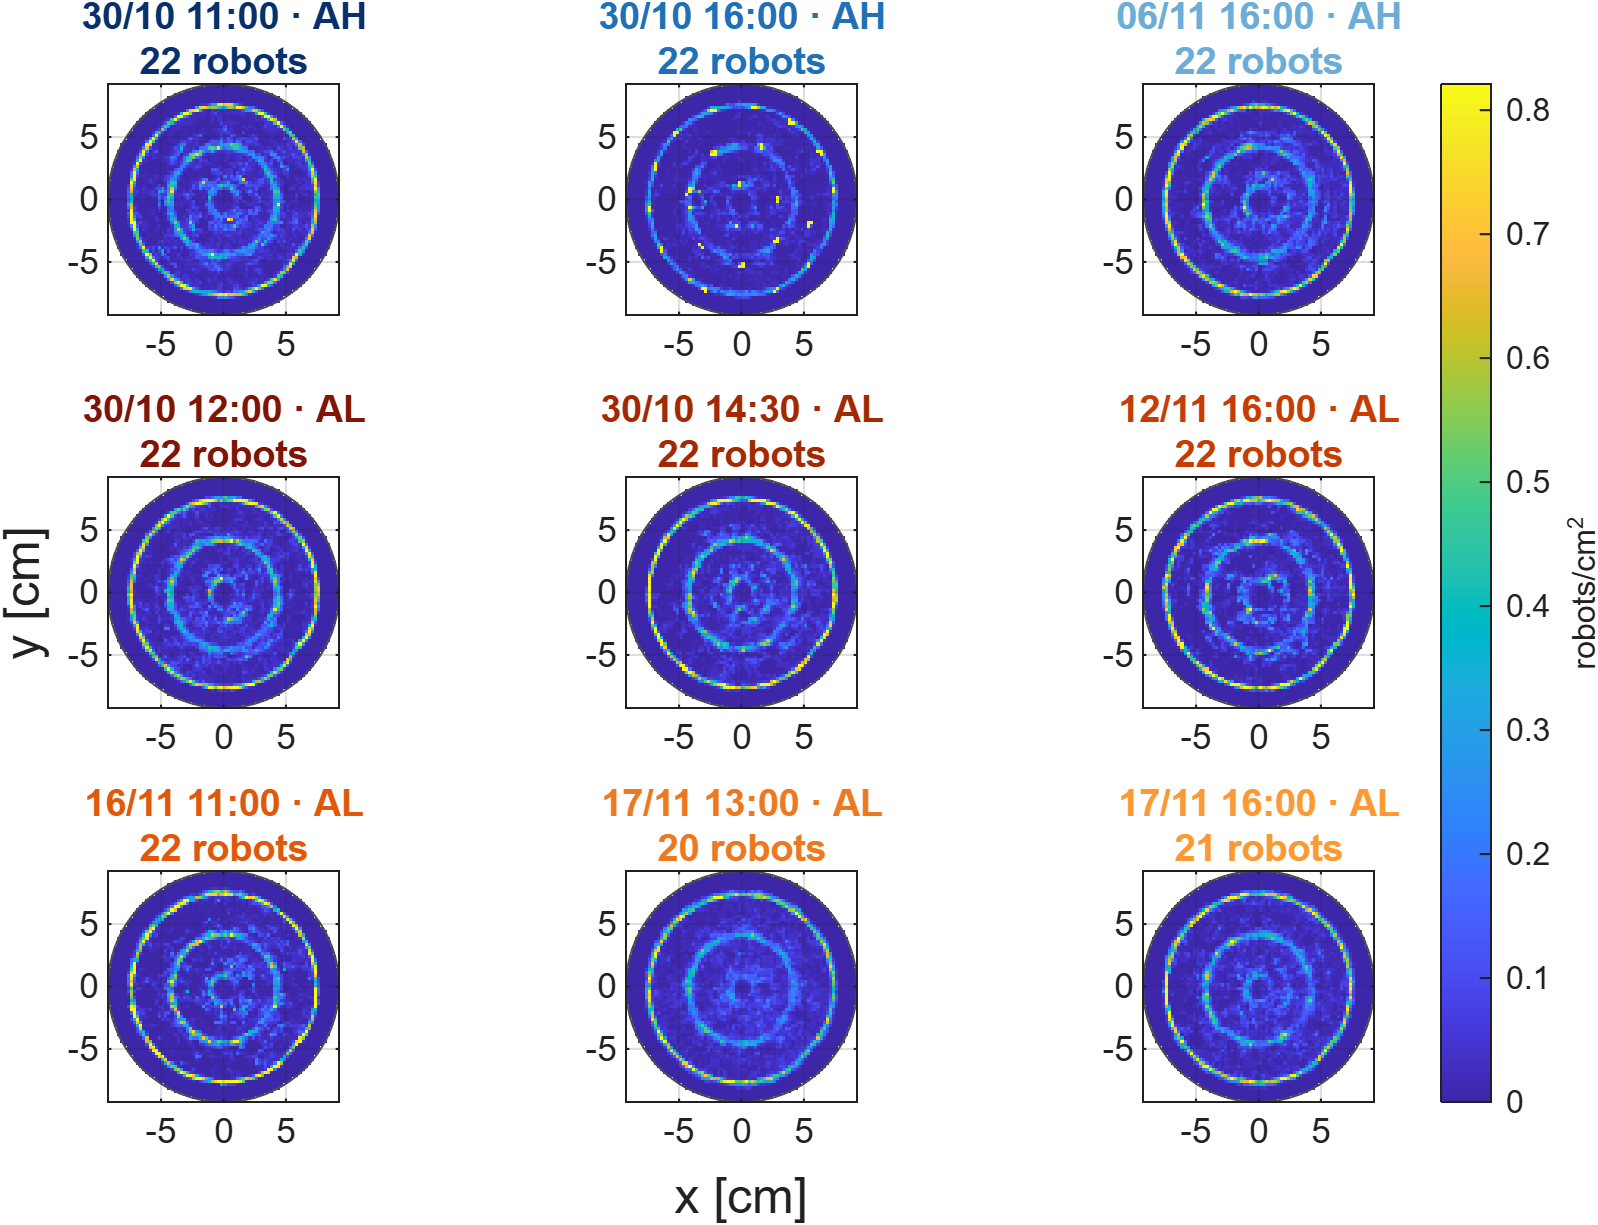 30/10 11:00 · AH
22 robots
30/10 16:00 · AH
22 robots
06/11 16:00 · AH
22 robots
5
0
-5
-5 0 5
5
0
-5
-5 0 5
5
0
-5
-5 0 5
30/10 12:00 · AL
22 robots
30/10 14:30 · AL
22 robots
12/11 16:00 · AL
22 robots
5
0
-5
-5 0 5
5
0
-5
-5 0 5
5
0
-5
-5 0 5
16/11 11:00 · AL
22 robots
17/11 13:00 · AL
20 robots
17/11 16:00 · AL
21 robots
5
0
-5
-5 0 5
5
0
-5
-5 0 5
5
0
-5
-5 0 5
y [cm]
x [cm]
0.8
0.7
0.6
0.5
0.4
0.3
0.2
0.1
0
robots/cm²